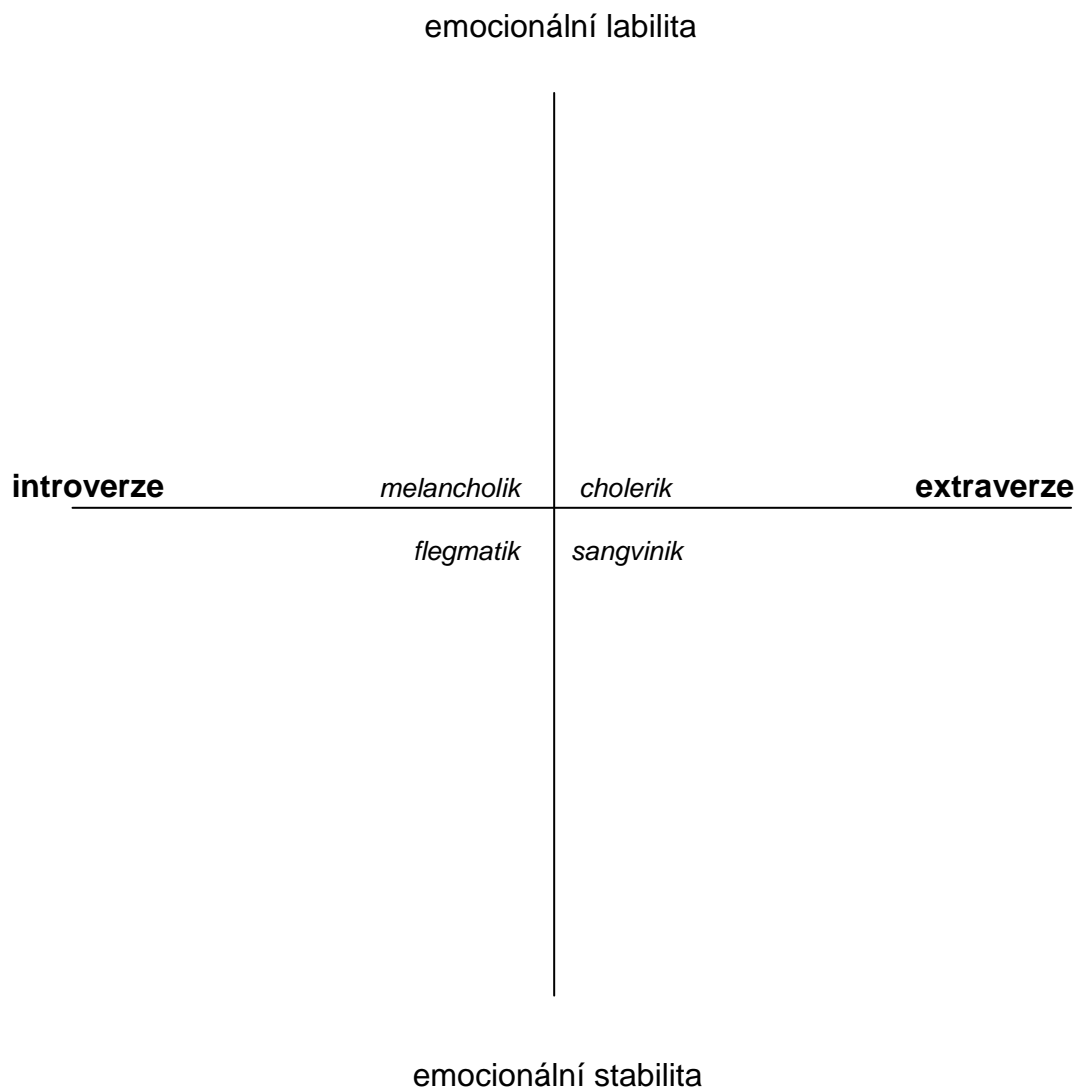 emocionální labilita
introverze melancholik cholerik extraverze
flegmatik sangvinik
emocionální stabilita